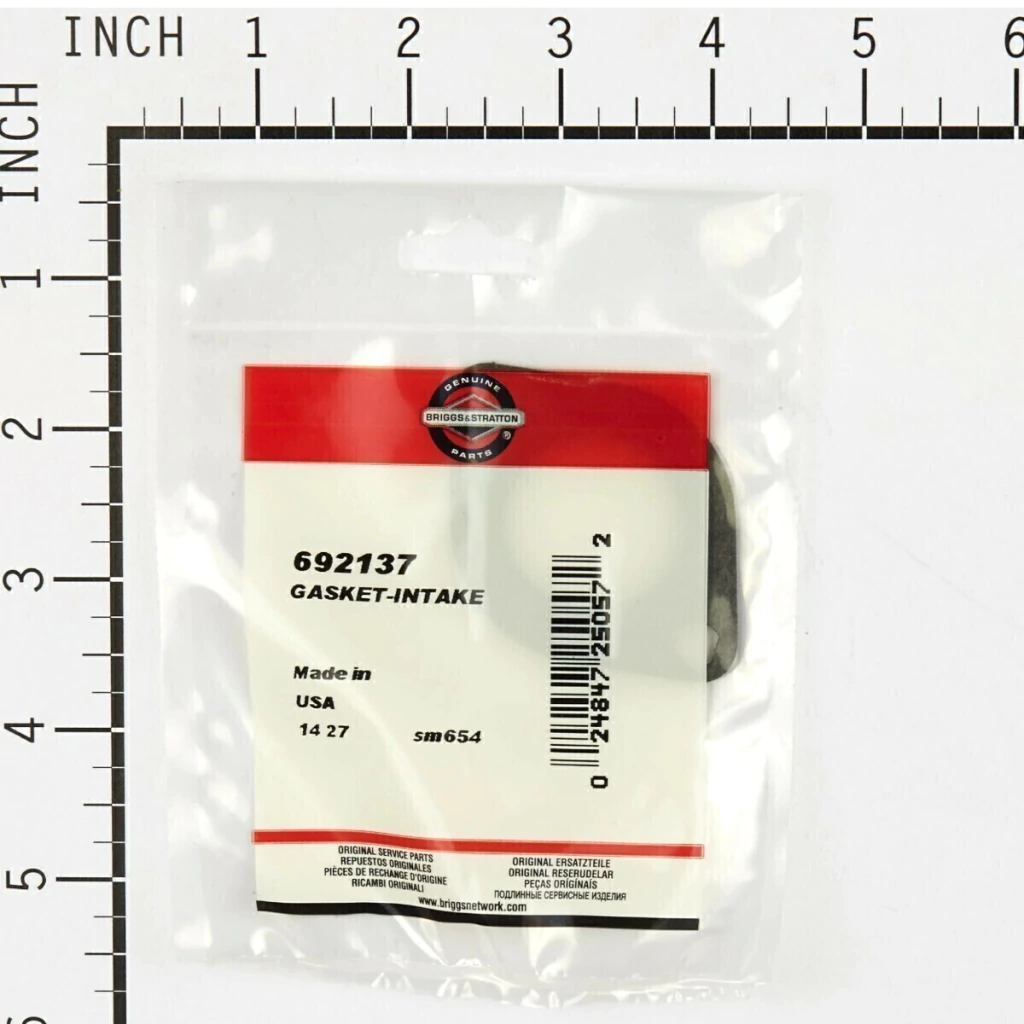 INCH 1 2 3 4 5 6
INCH
1
2
3
4
5
GENUINE
BRIGGS&STRATTON
®
PARTS
692137
GASKET-INTAKE
Made in
USA
14 27 sm654
0 24847 25057 2
ORIGINAL SERVICE PARTS
REPUESTOS ORIGINALES
PIÈCES DE RECHANGE D'ORIGINE
RICAMBI ORIGINALI
ORIGINAL ERSATZTEILE
ORIGINAL RESERUDELAR
PEÇAS ORIGÍNAIS
ПОДЛИННЫЕ СЕРВИСНЫЕ ИЗДЕЛИЯ
www.briggsnetwork.com